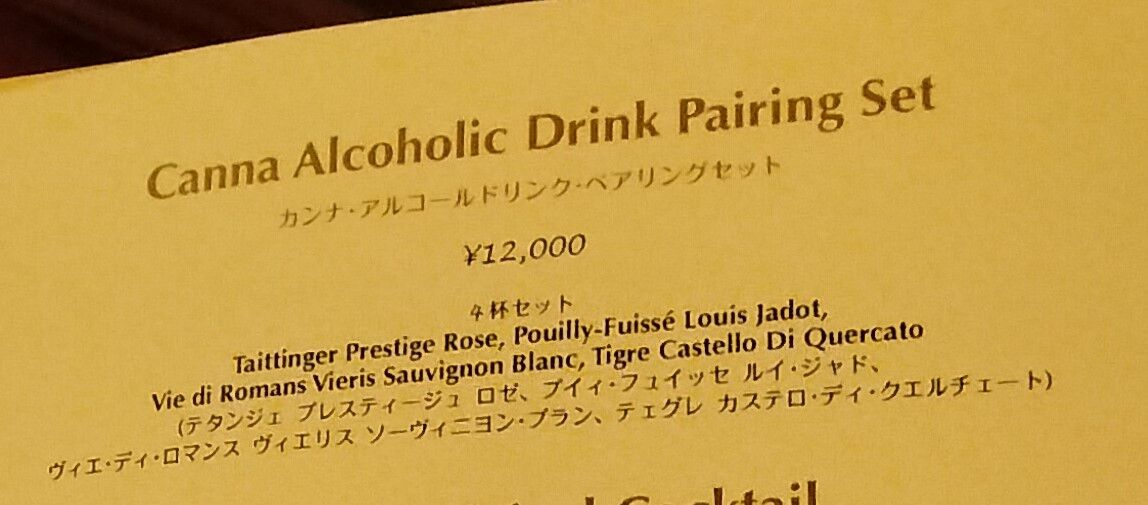 Canna Alcoholic Drink Pairing Set
カンナ・アルコールドリンク・ペアリングセット
¥12,000
4杯セット
Taittinger Prestige Rose, Pouilly-Fuissé Louis Jadot,
Vie di Romans Vieris Sauvignon Blanc, Tigre Castello Di Quercato
(テタンジェ プレスティージュ ロゼ、プイィ・フュイッセ ルイ・ジャド、
ヴィエ・ディ・ロマンス ヴィエリス ソーヴィニヨン・ブラン、テェグレ カステロ・ディ・クエルチェート)
Cocktail